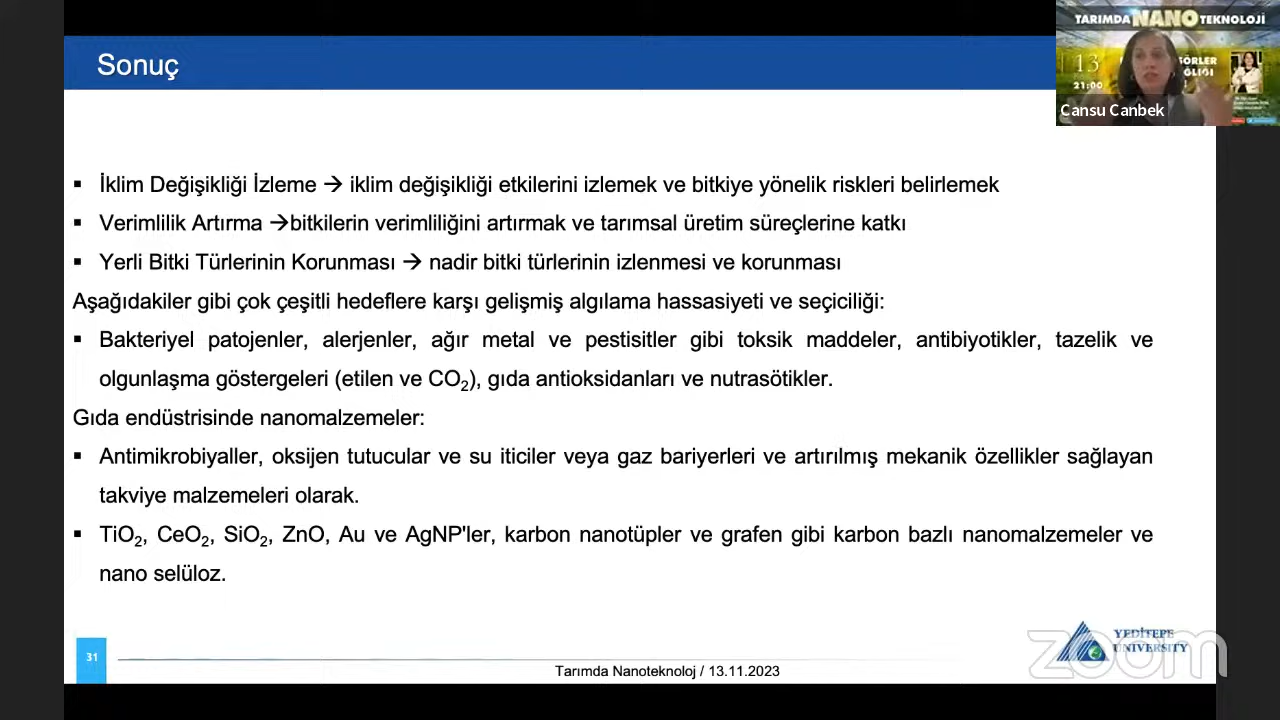 TARIMDA NANO TEKNOLOJİ
13
21:00
Cansu Canbek
Sonuç
▪ İklim Değişikliği İzleme → iklim değişikliği etkilerini izlemek ve bitkiye yönelik riskleri belirlemek
▪ Verimlilik Artırma →bitkilerin verimliliğini artırmak ve tarımsal üretim süreçlerine katkı
▪ Yerli Bitki Türlerinin Korunması → nadir bitki türlerinin izlenmesi ve korunması
Aşağıdakiler gibi çok çeşitli hedeflere karşı gelişmiş algılama hassasiyeti ve seçiciliği:
▪ Bakteriyel patojenler, alerjenler, ağır metal ve pestisitler gibi toksik maddeler, antibiyotikler, tazelik ve
olgunlaşma göstergeleri (etilen ve CO₂), gıda antioksidanları ve nutrasötikler.
Gıda endüstrisinde nanomalzemeler:
▪ Antimikrobiyaller, oksijen tutucular ve su iticiler veya gaz bariyerleri ve artırılmış mekanik özellikler sağlayan
takviye malzemeleri olarak.
▪ TiO₂, CeO₂, SiO₂, ZnO, Au ve AgNP'ler, karbon nanotüpler ve grafen gibi karbon bazlı nanomalzemeler ve
nano selüloz.
31
Tarımda Nanoteknoloj / 13.11.2023
YEDİTEPE
UNIVERSITY
zoom